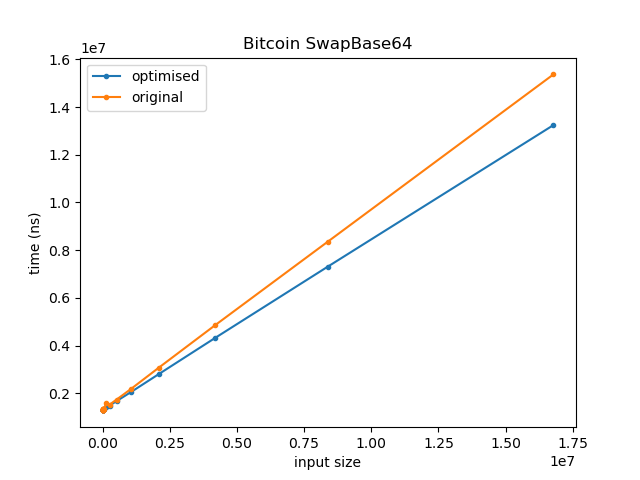 Bitcoin SwapBase64
1e7
optimised
original
1.6
1.4
1.2
1.0
0.8
0.6
0.4
0.2
time (ns)
0.00 0.25 0.50 0.75 1.00 1.25 1.50 1.75
input size
1e7